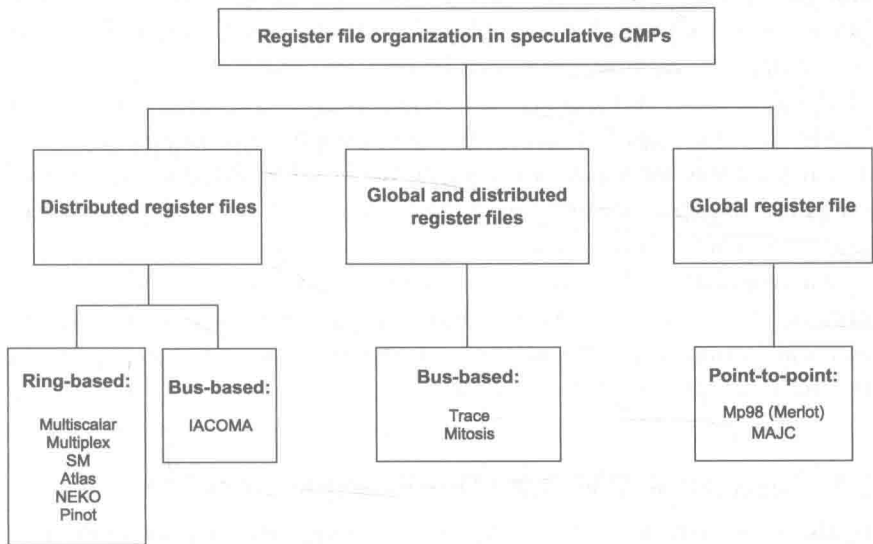 Register file organization in speculative CMPs
Distributed register files
Global and distributed
register files
Global register file
Ring-based:
Multiscalar
Multiplex
SM
Atlas
NEKO
Pinot
Bus-based:
IACOMA
Bus-based:
Trace
Mitosis
Point-to-point:
Mp98 (Merlot)
MAJC